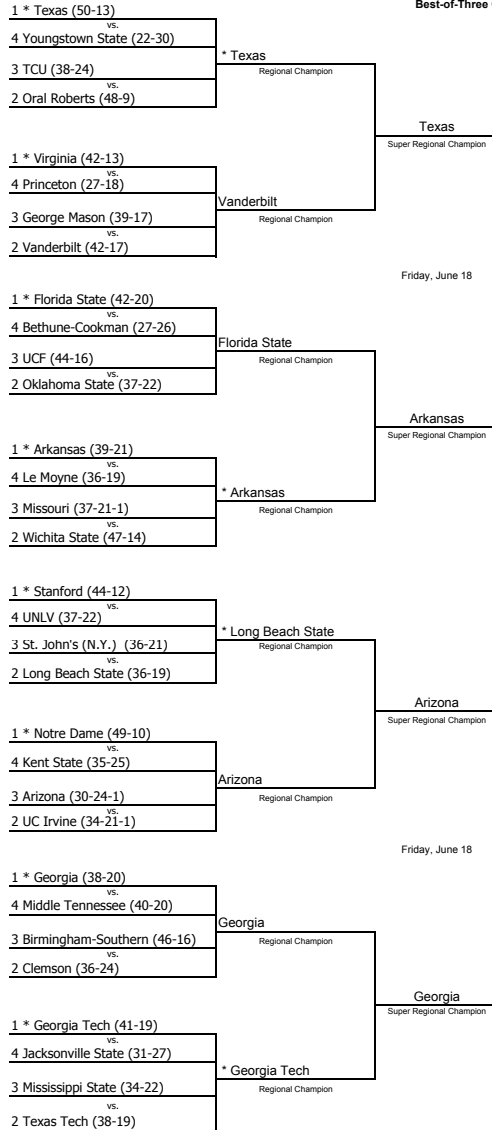 Best-of-Three
1 * Texas (50-13)
vs.
4 Youngstown State (22-30)
* Texas
3 TCU (38-24)
Regional Champion
vs.
2 Oral Roberts (48-9)
Texas
Super Regional Champion
1 * Virginia (42-13)
vs.
4 Princeton (27-18)
Vanderbilt
3 George Mason (39-17)
Regional Champion
vs.
2 Vanderbilt (42-17)
Friday, June 18
1 * Florida State (42-20)
vs.
4 Bethune-Cookman (27-26)
Florida State
3 UCF (44-16)
Regional Champion
vs.
2 Oklahoma State (37-22)
Arkansas
Super Regional Champion
1 * Arkansas (39-21)
vs.
4 Le Moyne (36-19)
* Arkansas
3 Missouri (37-21-1)
Regional Champion
vs.
2 Wichita State (47-14)
1 * Stanford (44-12)
vs.
4 UNLV (37-22)
* Long Beach State
3 St. John's (N.Y.) (36-21)
Regional Champion
vs.
2 Long Beach State (36-19)
Arizona
Super Regional Champion
1 * Notre Dame (49-10)
vs.
4 Kent State (35-25)
Arizona
3 Arizona (30-24-1)
Regional Champion
vs.
2 UC Irvine (34-21-1)
Friday, June 18
1 * Georgia (38-20)
vs.
4 Middle Tennessee (40-20)
Georgia
3 Birmingham-Southern (46-16)
Regional Champion
vs.
2 Clemson (36-24)
Georgia
Super Regional Champion
1 * Georgia Tech (41-19)
vs.
4 Jacksonville State (31-27)
* Georgia Tech
3 Mississippi State (34-22)
Regional Champion
vs.
2 Texas Tech (38-19)